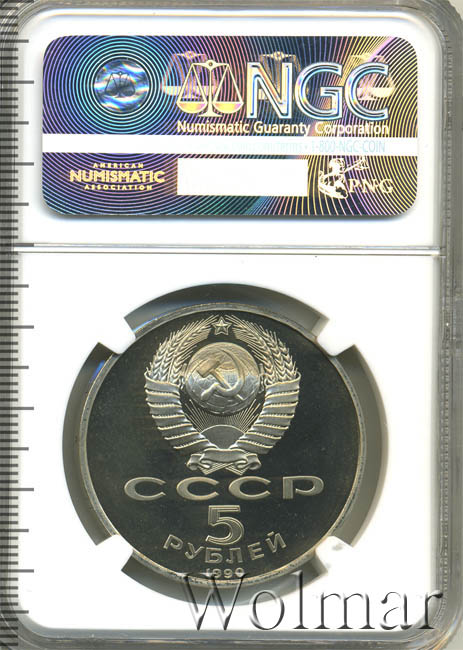 NGC
Numismatic Guaranty Corporation
1-800-NGC-COIN
AMERICAN
NUMISMATIC
ASSOCIATION
PNG
СССР
5
РУБЛЕЙ
1990
Wolmar